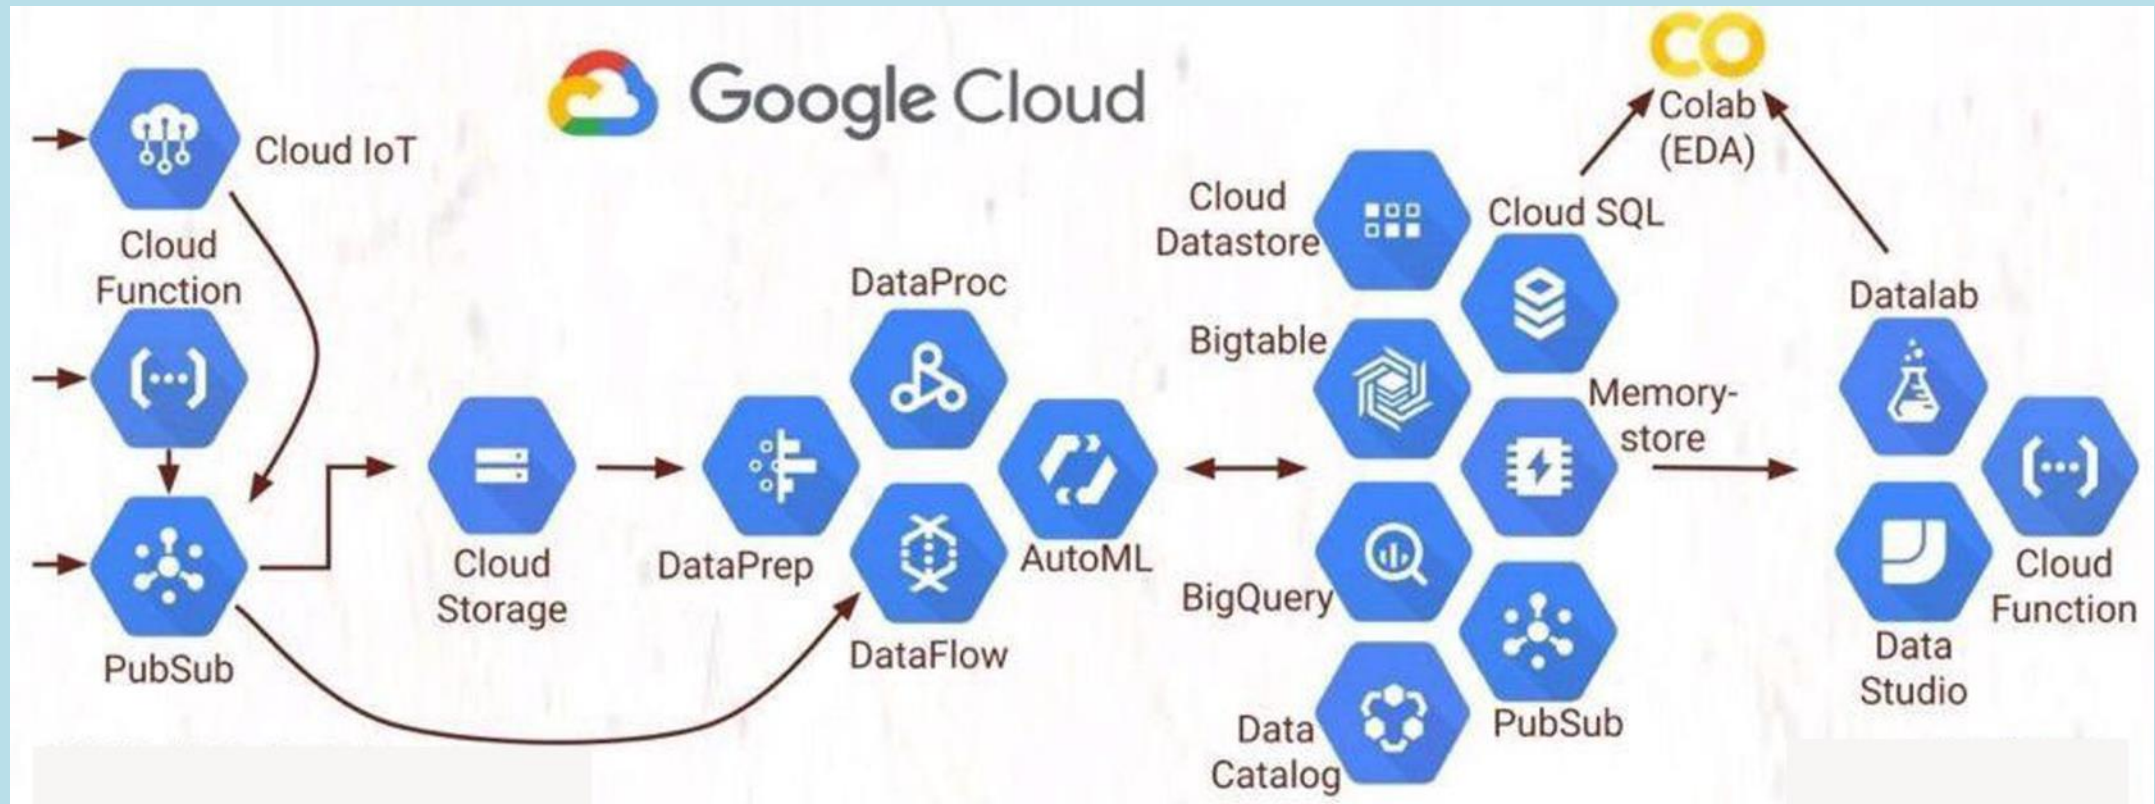 Google Cloud
Cloud IoT
Cloud
Function
PubSub
Cloud
Storage
DataPrep
DataProc
DataFlow
AutoML
Cloud
Datastore
Cloud SQL
Bigtable
Memory-
store
BigQuery
PubSub
Data
Catalog
CO
Colab
(EDA)
Datalab
Cloud
Function
Data
Studio